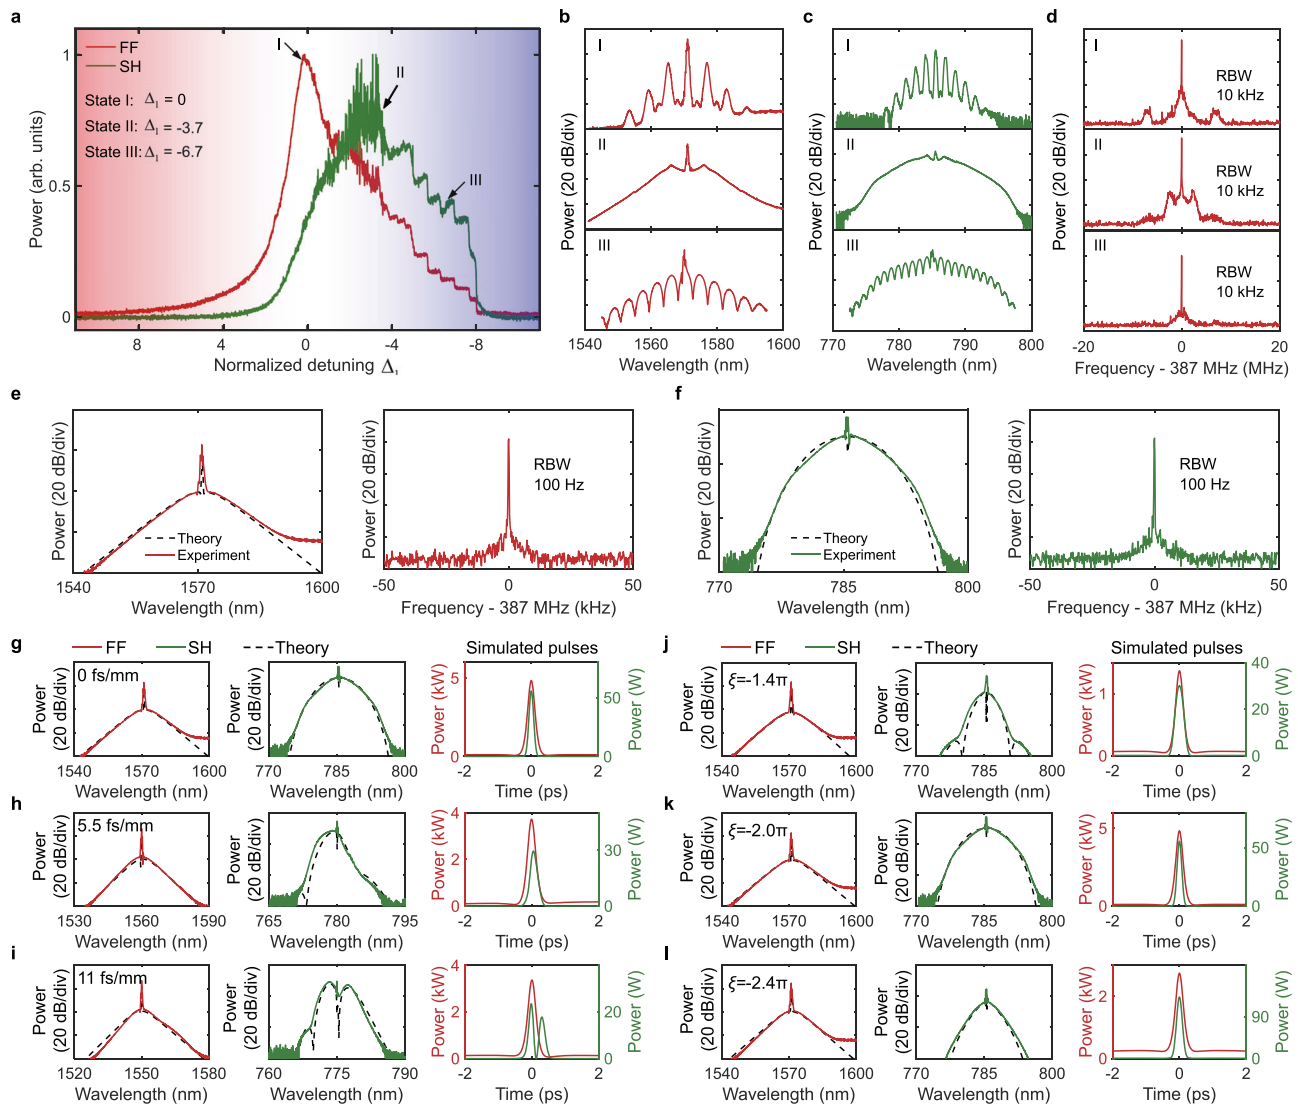 a
FF
SH
State I: Δ₁ = 0
State II: Δ₁ = -3.7
State III: Δ₁ = -6.7
I
II
III
1
0.5
0
Power (arb. units)
8 4 0 -4 -8
Normalized detuning Δ₁
b
I
II
III
Power (20 dB/div)
1540 1560 1580 1600
Wavelength (nm)
c
I
II
III
Power (20 dB/div)
770 780 790 800
Wavelength (nm)
d
I
RBW
10 kHz
II
RBW
10 kHz
III
RBW
10 kHz
Power (20 dB/div)
-20 0 20
Frequency - 387 MHz (MHz)
e
Power (20 dB/div)
Theory
Experiment
1540 1570 1600
Wavelength (nm)
Power (20 dB/div)
RBW
100 Hz
-50 0 50
Frequency - 387 MHz (kHz)
f
Power (20 dB/div)
Theory
Experiment
770 785 800
Wavelength (nm)
Power (20 dB/div)
RBW
100 Hz
-50 0 50
Frequency - 387 MHz (kHz)
g
FF SH Theory Simulated pulses
0 fs/mm
Power
(20 dB/div)
1540 1570 1600
Wavelength (nm)
Power
(20 dB/div)
770 785 800
Wavelength (nm)
Power (kW)
5
0
Power (W)
50
0
-2 0 2
Time (ps)
h
5.5 fs/mm
Power
(20 dB/div)
1530 1560 1590
Wavelength (nm)
Power
(20 dB/div)
765 780 795
Wavelength (nm)
Power (kW)
4
2
0
Power (W)
30
0
-2 0 2
Time (ps)
i
11 fs/mm
Power
(20 dB/div)
1520 1550 1580
Wavelength (nm)
Power
(20 dB/div)
760 775 790
Wavelength (nm)
Power (kW)
4
2
0
Power (W)
20
0
-2 0 2
Time (ps)
j
FF SH Theory Simulated pulses
ξ=-1.4π
Power
(20 dB/div)
1540 1570 1600
Wavelength (nm)
Power
(20 dB/div)
770 785 800
Wavelength (nm)
Power (kW)
1
0
Power (W)
40
20
0
-2 0 2
Time (ps)
k
ξ=-2.0π
Power
(20 dB/div)
1540 1570 1600
Wavelength (nm)
Power
(20 dB/div)
770 785 800
Wavelength (nm)
Power (kW)
5
0
Power (W)
50
0
-2 0 2
Time (ps)
l
ξ=-2.4π
Power
(20 dB/div)
1540 1570 1600
Wavelength (nm)
Power
(20 dB/div)
770 785 800
Wavelength (nm)
Power (kW)
2
0
Power (W)
90
0
-2 0 2
Time (ps)